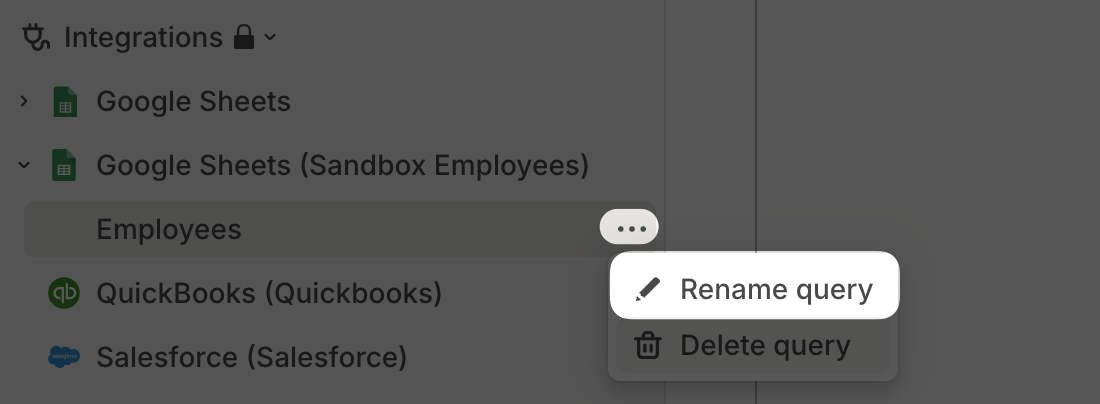 Integrations
Google Sheets
Google Sheets (Sandbox Employees)
Employees
QuickBooks (Quickbooks)
Rename query
Delete query
Salesforce (Salesforce)